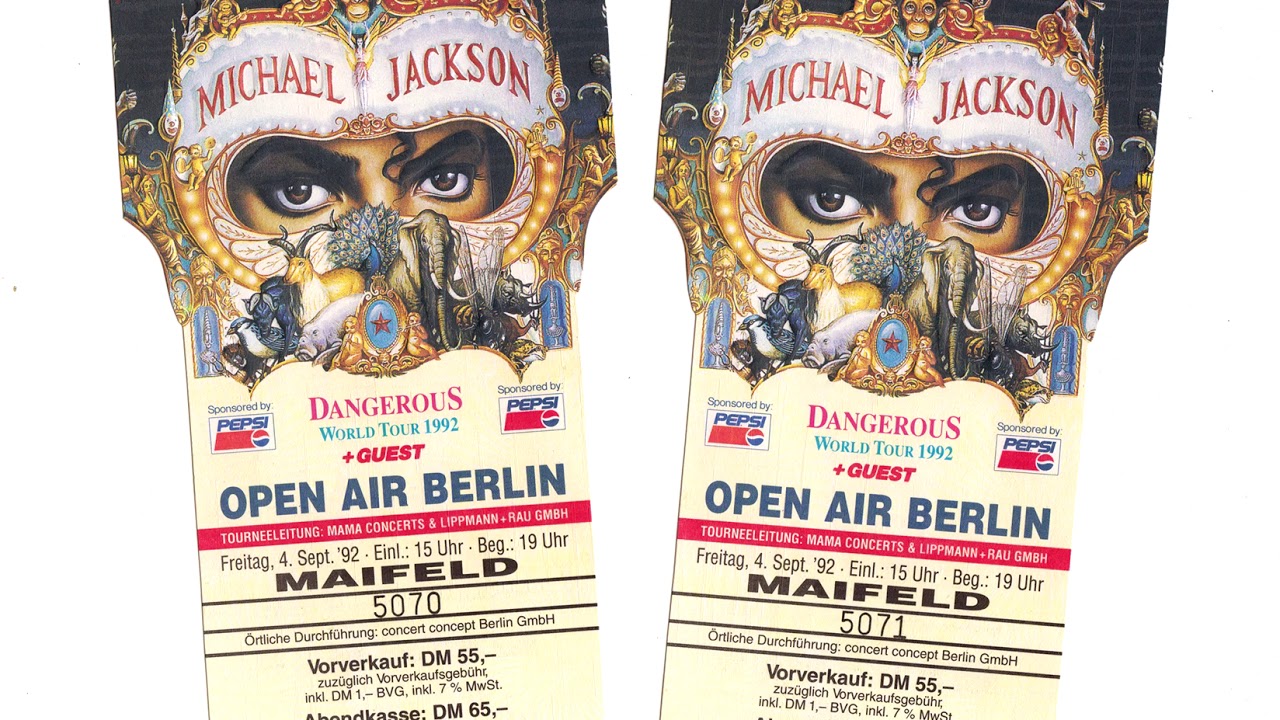 MICHAEL JACKSON
Sponsored by:
PEPSI
DANGEROUS
WORLD TOUR 1992
+ GUEST
Sponsored by:
PEPSI
OPEN AIR BERLIN
TOURNEELEITUNG: MAMA CONCERTS & LIPPMANN+RAU GMBH
Freitag, 4. Sept. '92 · Einl.: 15 Uhr · Beg.: 19 Uhr
MAIFELD
5070
Örtliche Durchführung: concert concept Berlin GmbH
Vorverkauf: DM 55,–
zuzüglich Vorverkaufsgebühr,
inkl. DM 1,– BVG, inkl. 7 % MwSt.
Abendkasse: DM 65,–
MICHAEL JACKSON
Sponsored by:
PEPSI
DANGEROUS
WORLD TOUR 1992
+ GUEST
Sponsored by:
PEPSI
OPEN AIR BERLIN
TOURNEELEITUNG: MAMA CONCERTS & LIPPMANN+RAU GMBH
Freitag, 4. Sept. '92 · Einl.: 15 Uhr · Beg.: 19 Uhr
MAIFELD
5071
Örtliche Durchführung: concert concept Berlin GmbH
Vorverkauf: DM 55,–
zuzüglich Vorverkaufsgebühr,
inkl. DM 1,– BVG, inkl. 7 % MwSt.